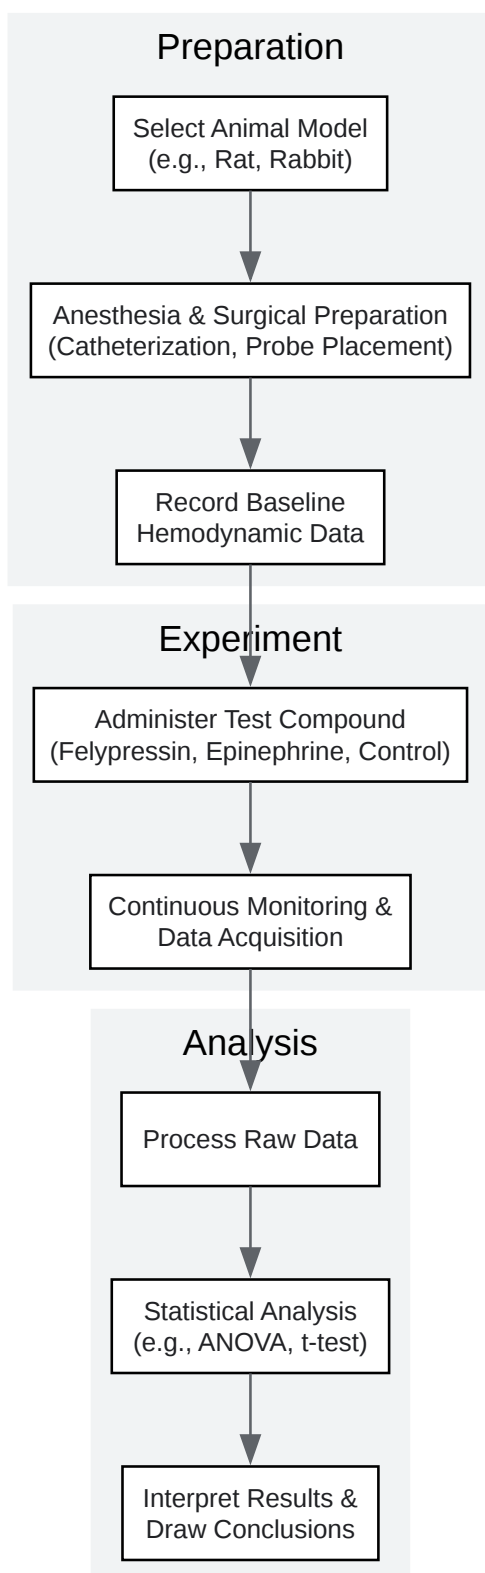 Preparation
Select Animal Model
(e.g., Rat, Rabbit)
Anesthesia & Surgical Preparation
(Catheterization, Probe Placement)
Record Baseline
Hemodynamic Data
Experiment
Administer Test Compound
(Felypressin, Epinephrine, Control)
Continuous Monitoring &
Data Acquisition
Analysis
Process Raw Data
Statistical Analysis
(e.g., ANOVA, t-test)
Interpret Results &
Draw Conclusions